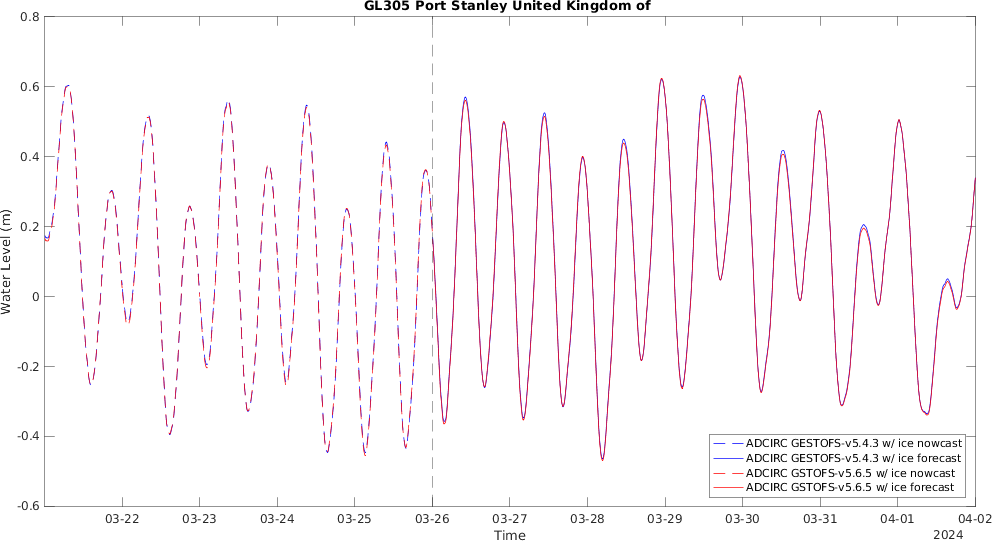 GL305 Port Stanley United Kingdom of
Water Level (m)
0.8
0.6
0.4
0.2
0
-0.2
-0.4
-0.6
ADCIRC GESTOFS-v5.4.3 w/ ice nowcast
ADCIRC GESTOFS-v5.4.3 w/ ice forecast
ADCIRC GSTOFS-v5.6.5 w/ ice nowcast
ADCIRC GSTOFS-v5.6.5 w/ ice forecast
03-22 03-23 03-24 03-25 03-26 03-27 03-28 03-29 03-30 03-31 04-01 04-02
Time
2024